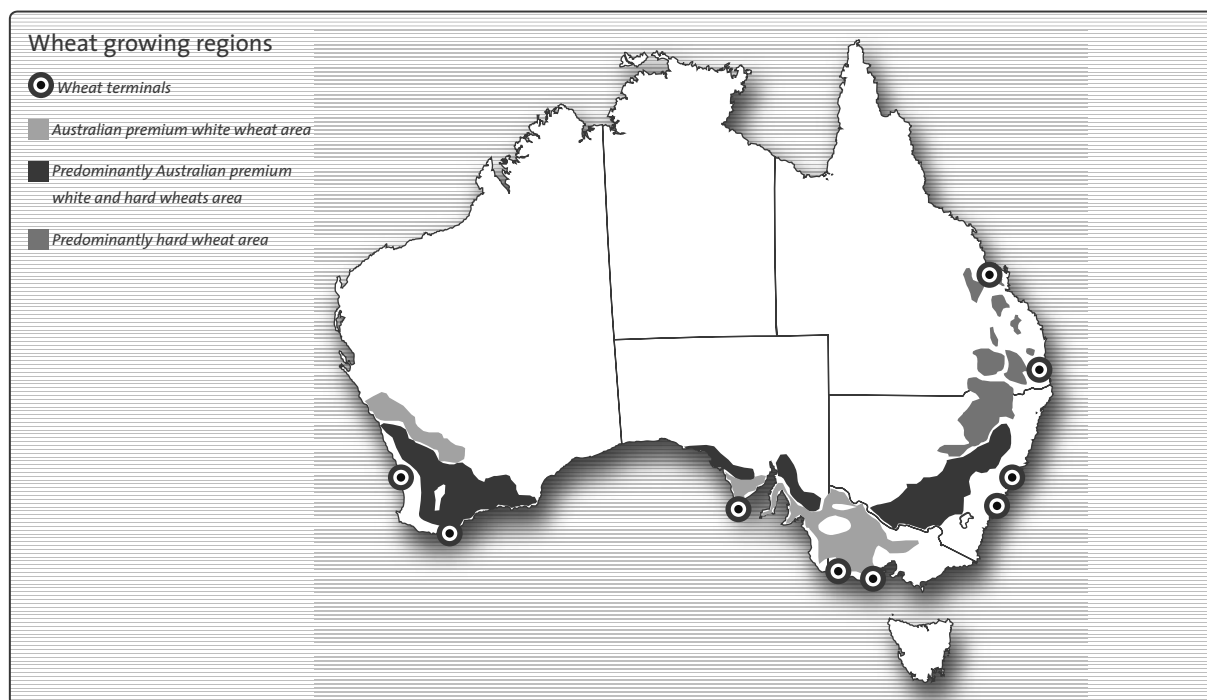 Wheat growing regions
Wheat terminals
Australian premium white wheat area
Predominantly Australian premium
white and hard wheats area
Predominantly hard wheat area